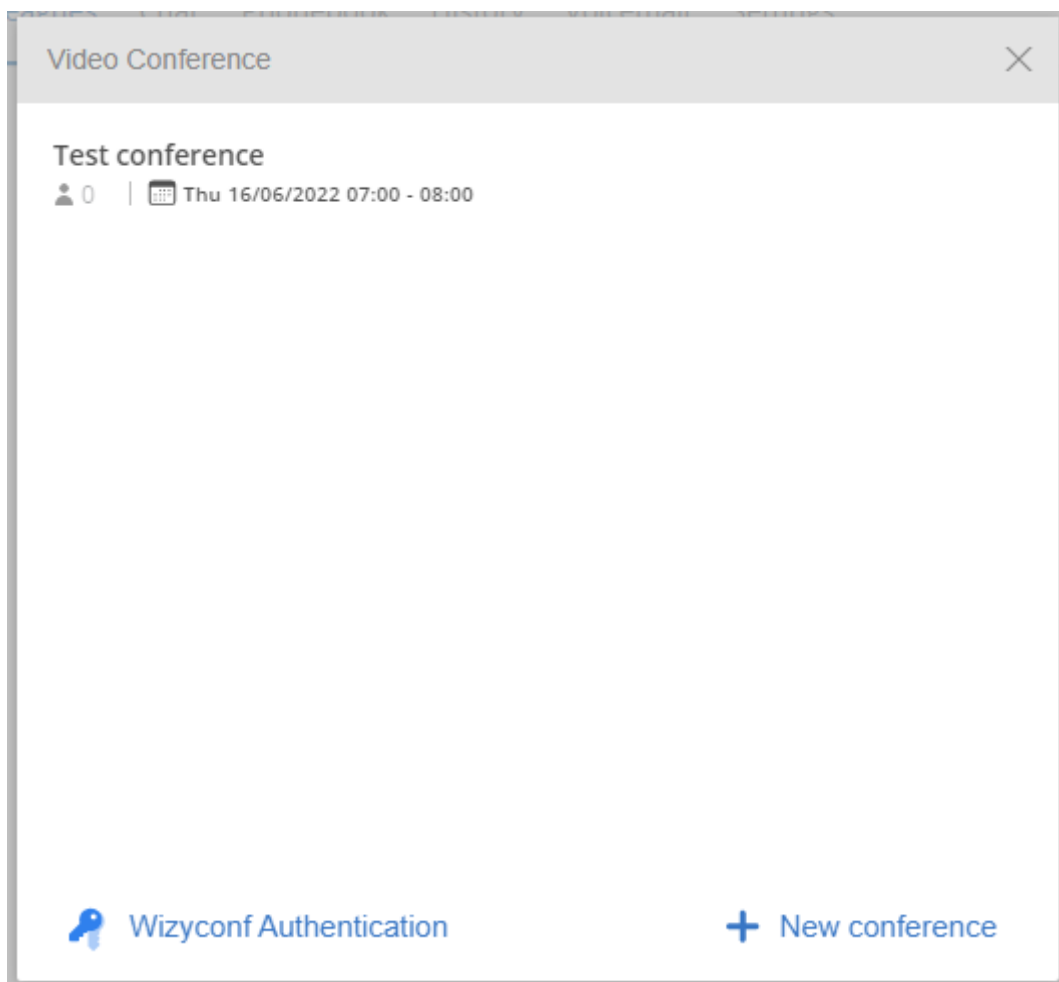 Video Conference
Test conference
0 | Thu 16/06/2022 07:00 - 08:00
Wizyconf Authentication
New conference